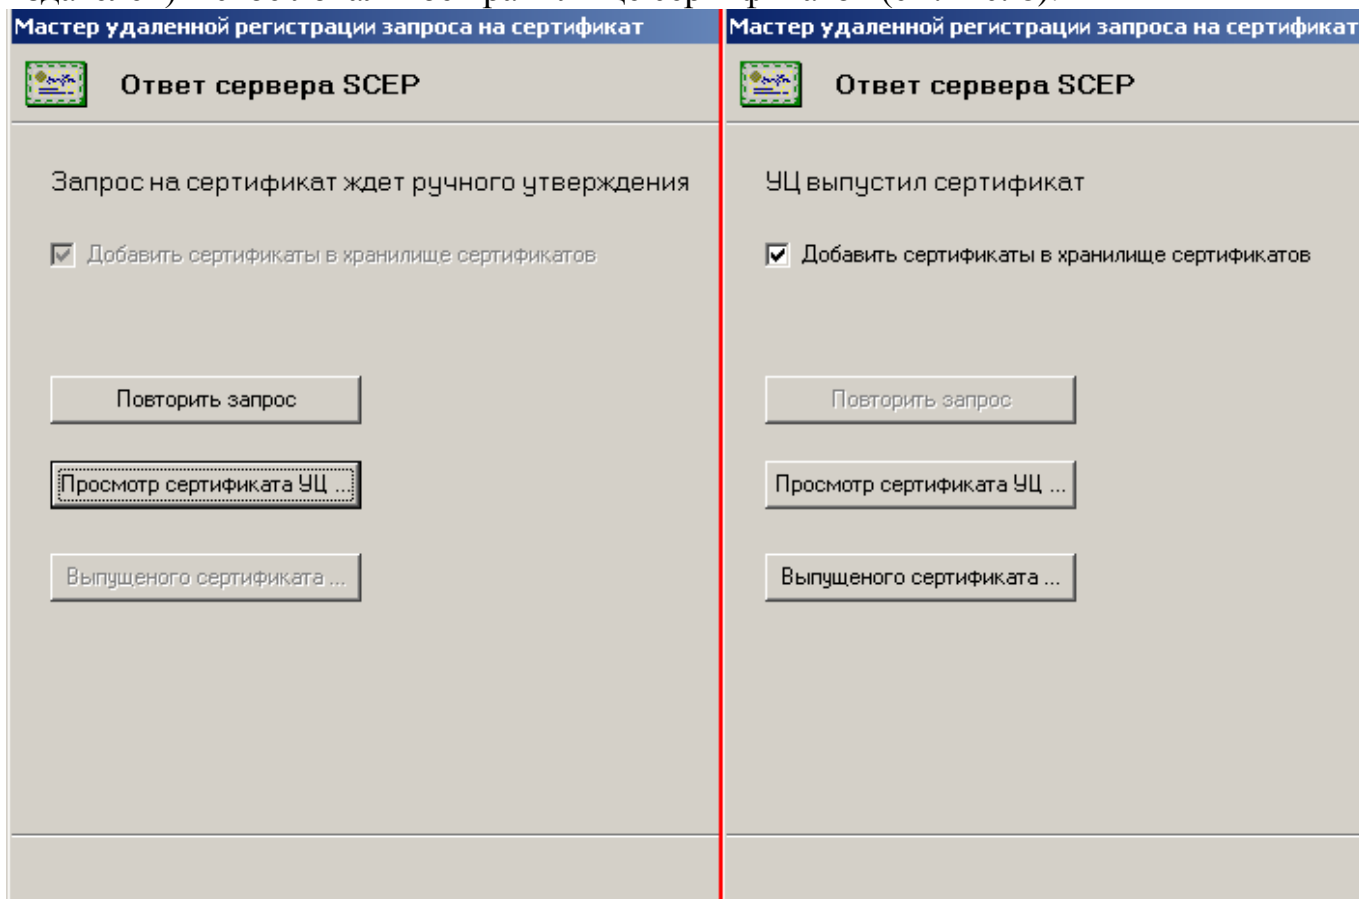 Мастер удаленной регистрации запроса на сертификат
Ответ сервера SCEP
Запрос на сертификат ждет ручного утверждения
Добавить сертификаты в хранилище сертификатов
Повторить запрос
Просмотр сертификата УЦ ...
Выпущеного сертификата ...
Мастер удаленной регистрации запроса на сертификат
Ответ сервера SCEP
УЦ выпустил сертификат
Добавить сертификаты в хранилище сертификатов
Повторить запрос
Просмотр сертификата УЦ ...
Выпущеного сертификата ...